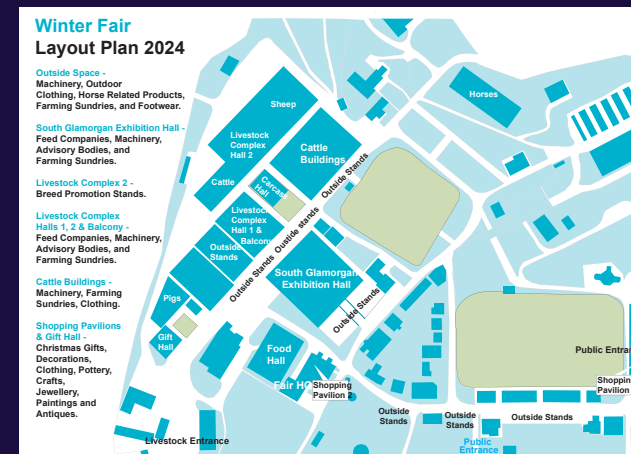 Winter Fair
Layout Plan 2024
Outside Space -
Machinery, Outdoor
Clothing, Horse Related Products,
Farming Sundries, and Footwear.
South Glamorgan Exhibition Hall -
Feed Companies, Machinery,
Advisory Bodies, and
Farming Sundries.
Livestock Complex 2 -
Breed Promotion Stands.
Livestock Complex
Halls 1, 2 & Balcony -
Feed Companies, Machinery,
Advisory Bodies, and
Farming Sundries.
Cattle Buildings -
Machinery, Farming
Sundries, Clothing.
Shopping Pavilions
& Gift Hall -
Christmas Gifts,
Decorations,
Clothing, Pottery,
Crafts,
Jewellery,
Paintings and
Antiques.
Sheep
Horses
Livestock
Complex
Hall 2
Cattle
Buildings
Cattle
Carcase
Hall
Outside Stands
Livestock
Complex
Hall 1 &
Balcony
Outside stands
Outside
Stands
Outside Stands
South Glamorgan
Exhibition Hall
Outside Stands
Pigs
Gift
Hall
Food
Hall
Fair HQ
Shopping
Pavilion 2
Public Entran
Shoppin
Pavilion
Outside
Stands
Outside
Stands
Outside Stands
Livestock Entrance
Public
Entrance